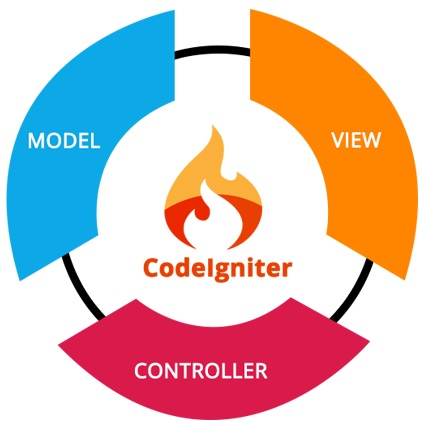 MODEL
VIEW
CodeIgniter
CONTROLLER